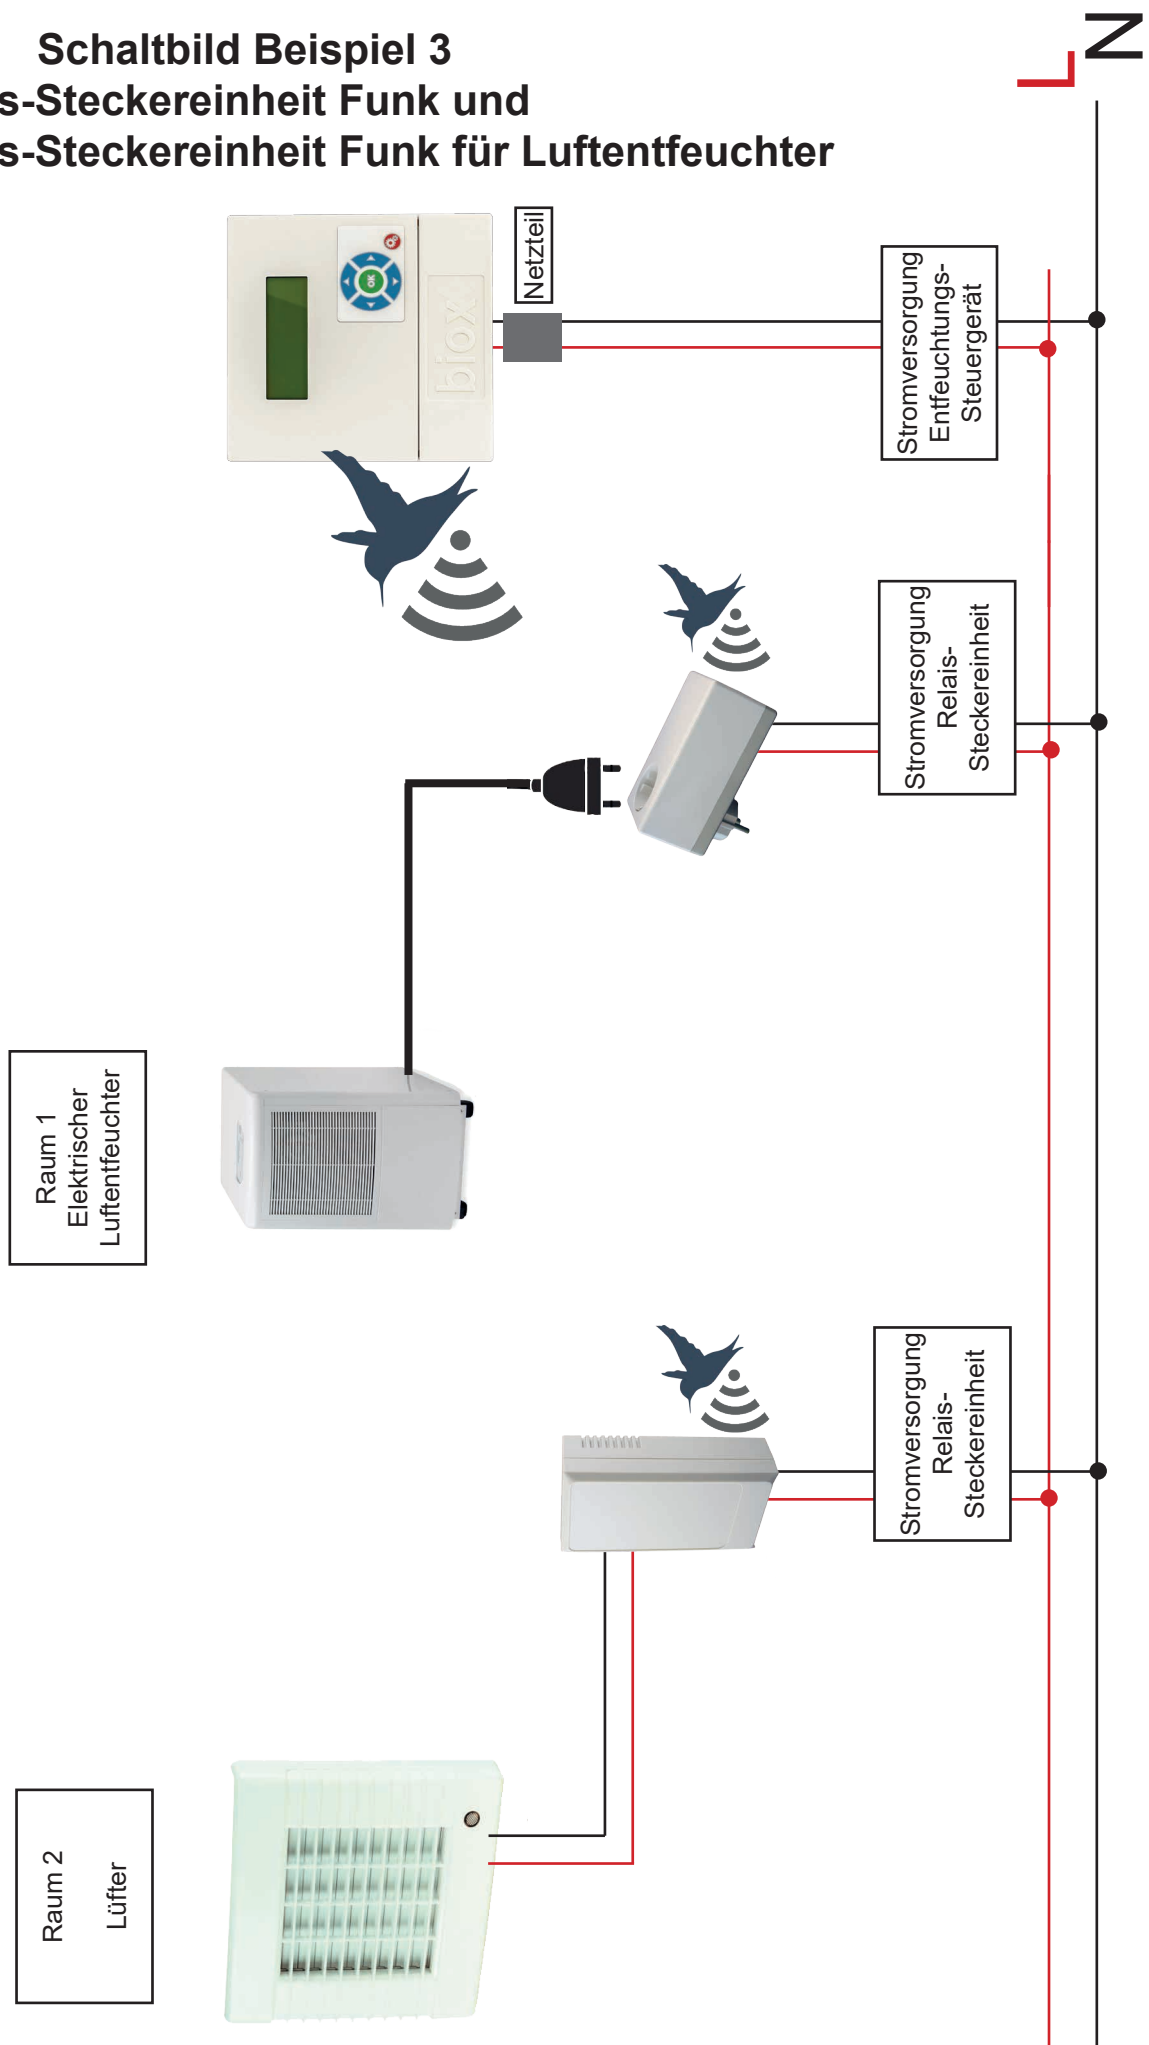 Schaltbild Beispiel 3
s-Steckereinheit Funk und
s-Steckereinheit Funk für Luftentfeuchter
L
N
Netzteil
OK
biox
Stromversorgung
Entfeuchtungs-
Steuergerät
Stromversorgung
Relais-
Steckereinheit
Raum 1
Elektrischer
Luftentfeuchter
Stromversorgung
Relais-
Steckereinheit
Raum 2
Lüfter